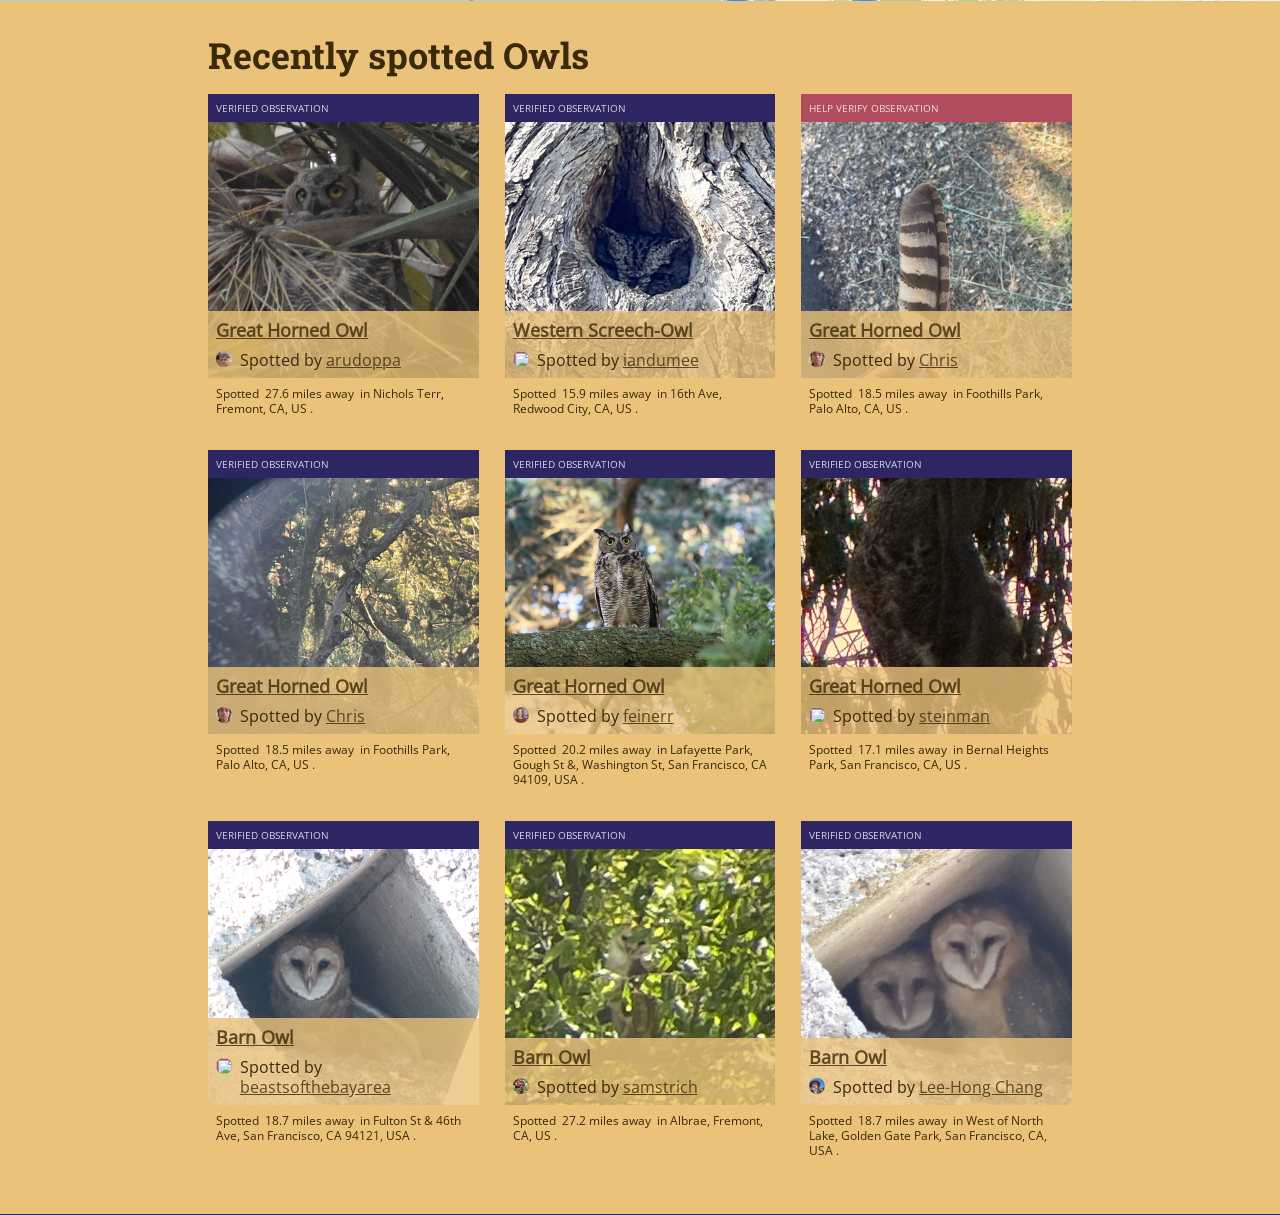 Recently spotted Owls
VERIFIED OBSERVATION
Great Horned Owl
Spotted by arudoppa
Spotted 27.6 miles away in Nichols Terr,
Fremont, CA, US .
VERIFIED OBSERVATION
Western Screech-Owl
Spotted by iandumee
Spotted 15.9 miles away in 16th Ave,
Redwood City, CA, US .
HELP VERIFY OBSERVATION
Great Horned Owl
Spotted by Chris
Spotted 18.5 miles away in Foothills Park,
Palo Alto, CA, US .
VERIFIED OBSERVATION
Great Horned Owl
Spotted by Chris
Spotted 18.5 miles away in Foothills Park,
Palo Alto, CA, US .
VERIFIED OBSERVATION
Great Horned Owl
Spotted by feinerr
Spotted 20.2 miles away in Lafayette Park,
Gough St &, Washington St, San Francisco, CA
94109, USA .
VERIFIED OBSERVATION
Great Horned Owl
Spotted by steinman
Spotted 17.1 miles away in Bernal Heights
Park, San Francisco, CA, US .
VERIFIED OBSERVATION
Barn Owl
Spotted by
beastsofthebayarea
Spotted 18.7 miles away in Fulton St & 46th
Ave, San Francisco, CA 94121, USA .
VERIFIED OBSERVATION
Barn Owl
Spotted by samstrich
Spotted 27.2 miles away in Albrae, Fremont,
CA, US .
VERIFIED OBSERVATION
Barn Owl
Spotted by Lee-Hong Chang
Spotted 18.7 miles away in West of North
Lake, Golden Gate Park, San Francisco, CA,
USA .